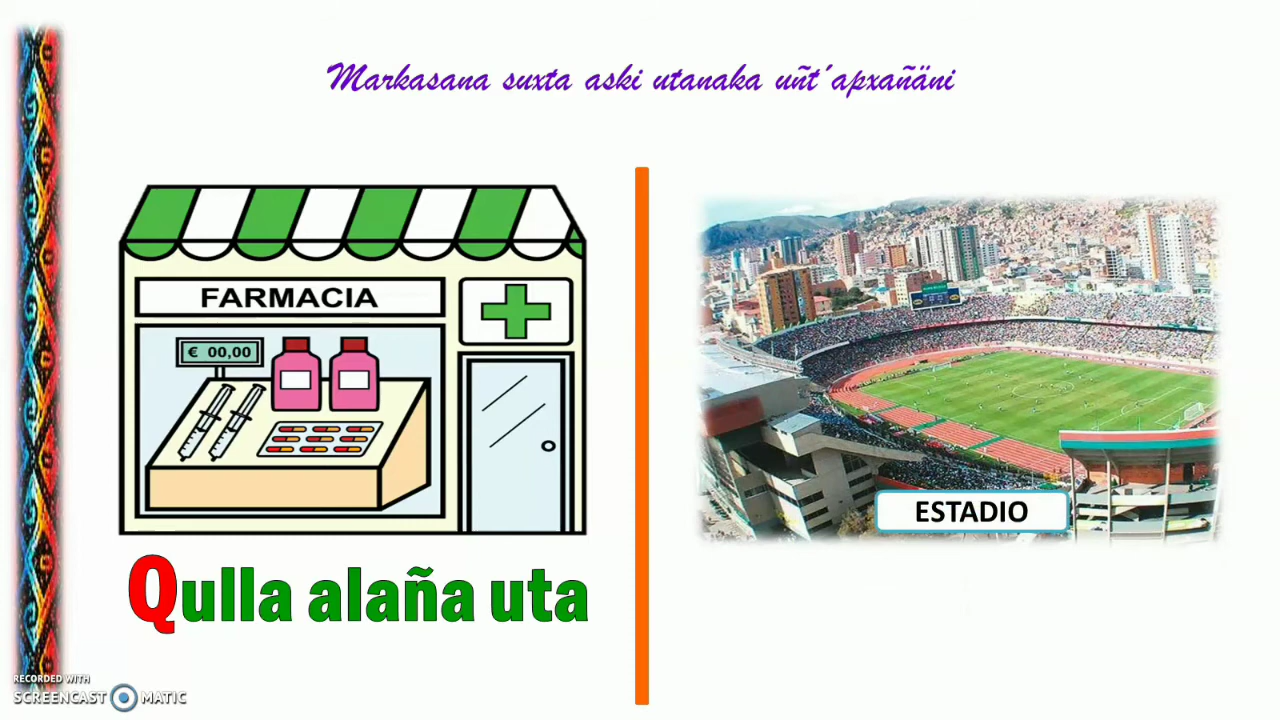 Markasana suxta aski utanaka uñt´apxañäni
FARMACIA
€ 00,00
Qulla alaña uta
ESTADIO
RECORDED WITH
SCREENCAST MATIC